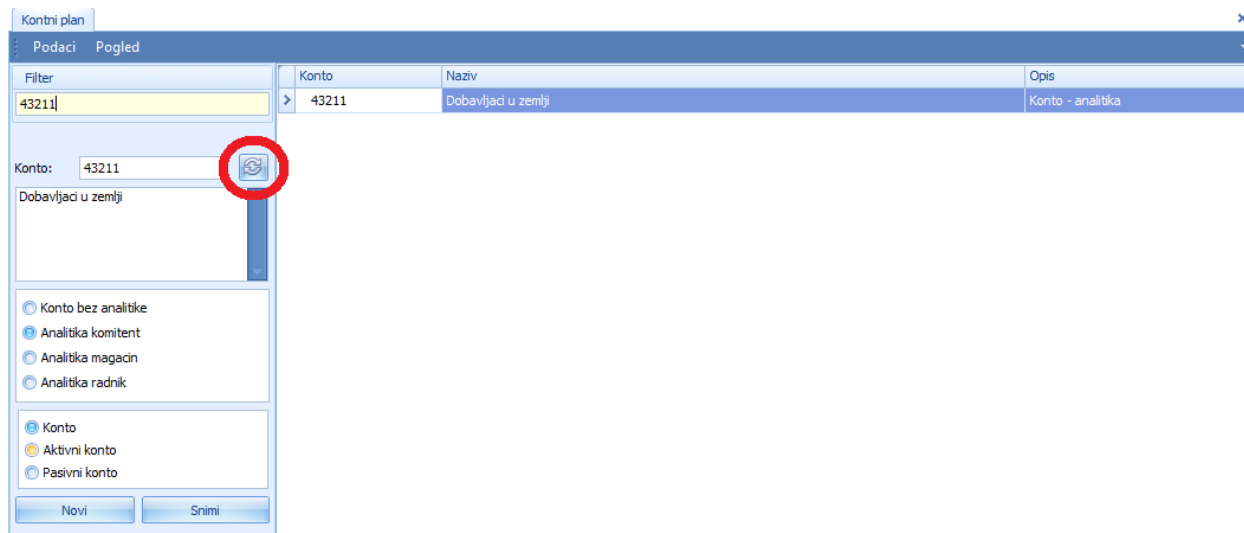 Kontni plan
Podaci Pogled
Filter
43211
Konto Naziv Opis
43211 Dobavljaci u zemlji Konto - analitika
Konto: 43211
Dobavljaci u zemlji
Konto bez analitike
Analitika komitent
Analitika magacin
Analitika radnik
Konto
Aktivni konto
Pasivni konto
Novi Snimi